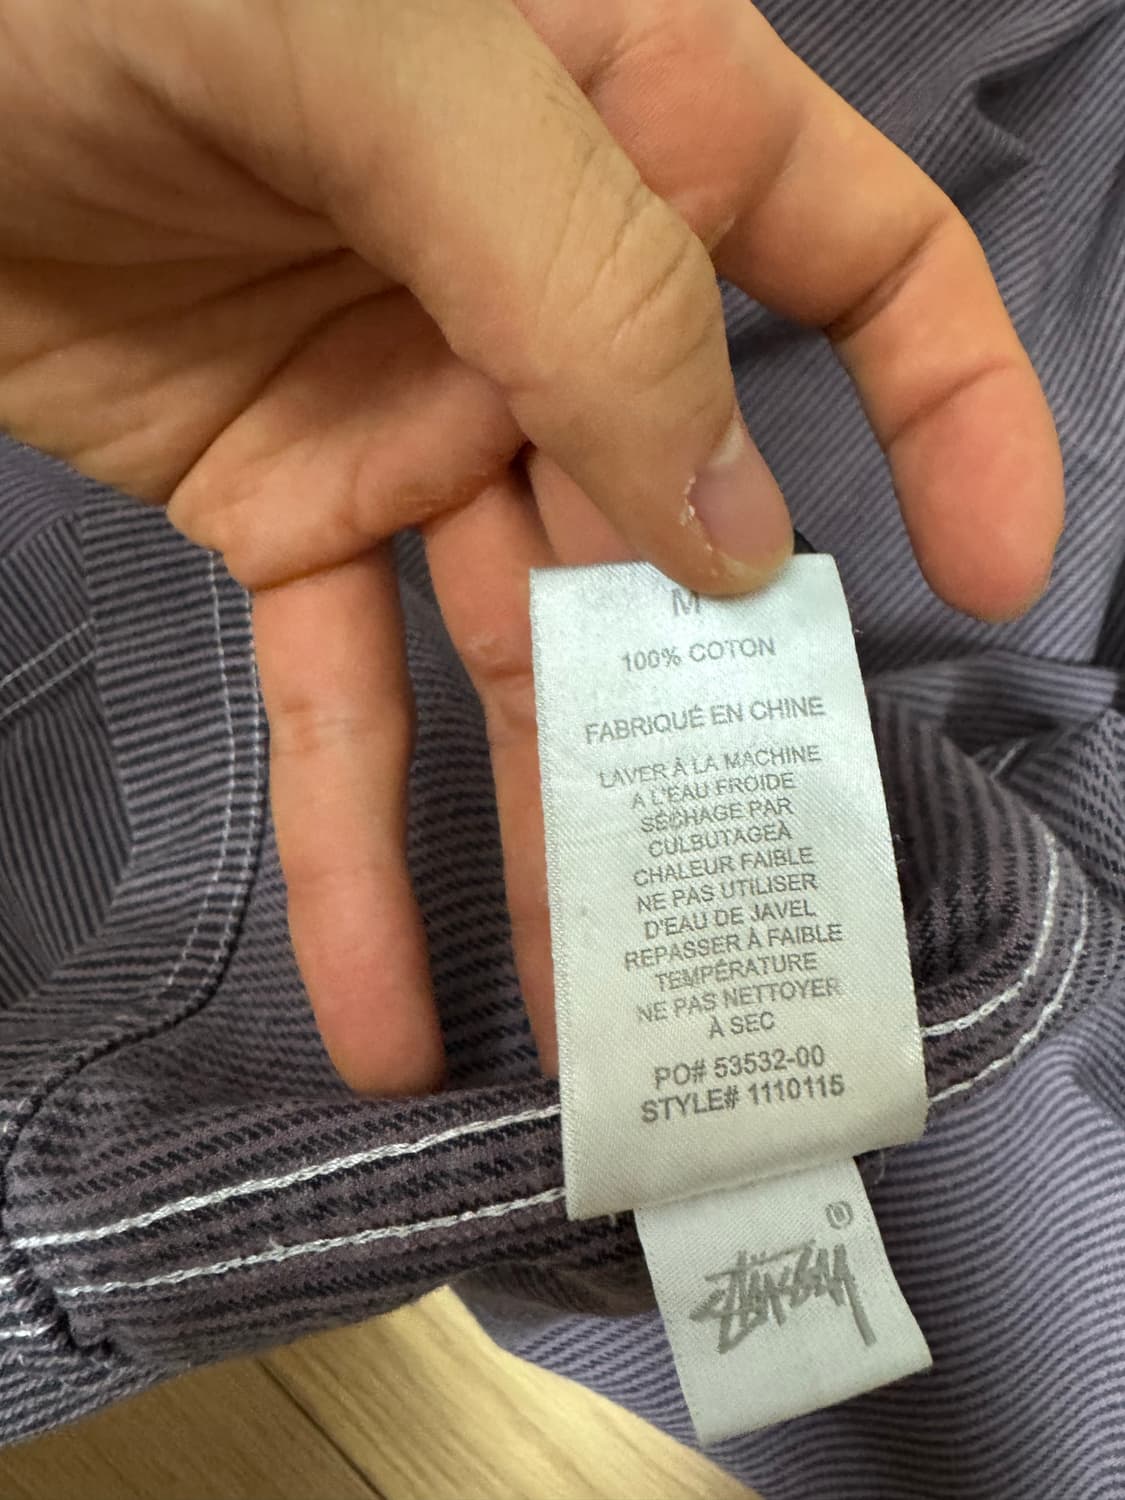 M
100% COTON
FABRIQUÉ EN CHINE
LAVER À LA MACHINE
A L'EAU FROIDE
SÉCHAGE PAR
CULBUTAGEÀ
CHALEUR FAIBLE
NE PAS UTILISER
D'EAU DE JAVEL
REPASSER À FAIBLE
TEMPÉRATURE
NE PAS NETTOYER
À SEC
PO# 53532-00
STYLE# 1110115
Stüssy